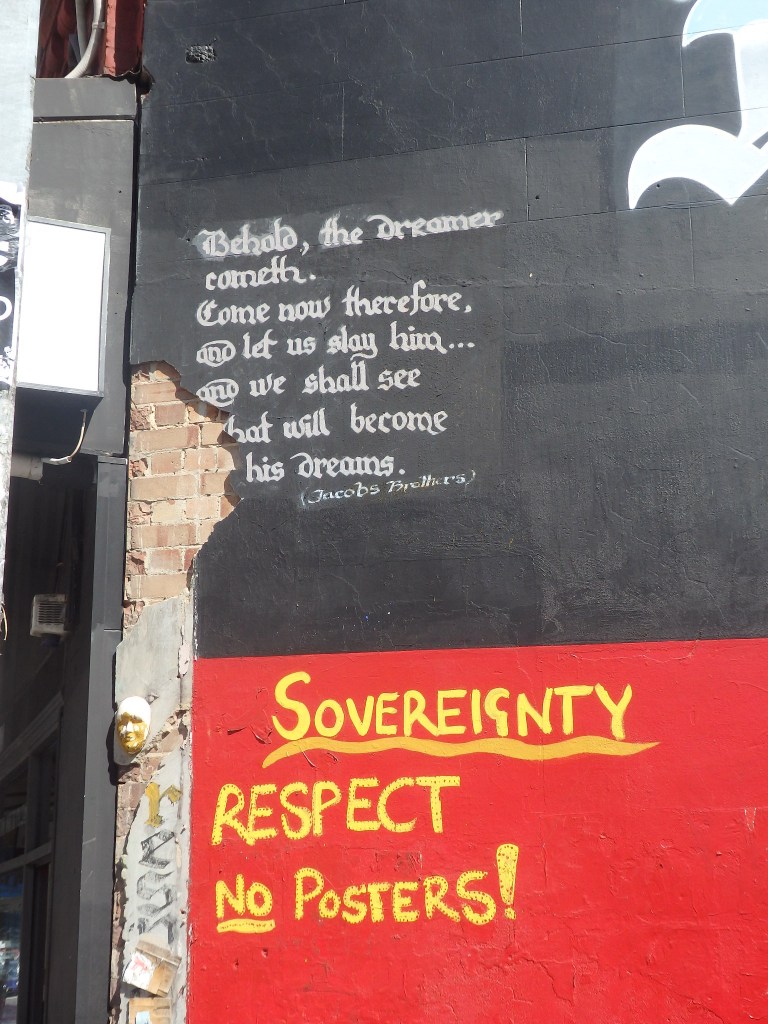 Behold, the dreamer
cometh.
Come now therefore,
and let us slay him...
and we shall see
hat will become
his dreams.
(Jacobs Brothers)
SOVEREIGNTY
RESPECT
NO POSTERS!